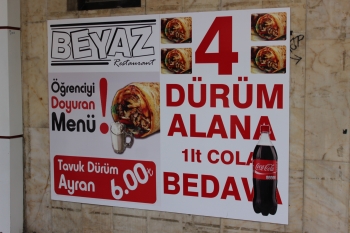 BEYAZ
Restaurant
Öğrenciyi
Doyuran
Menü!
Tavuk Dürüm
Ayran
6.00₺
4
DÜRÜM
ALANA
1lt COLA
BEDAVA
Coca-Cola